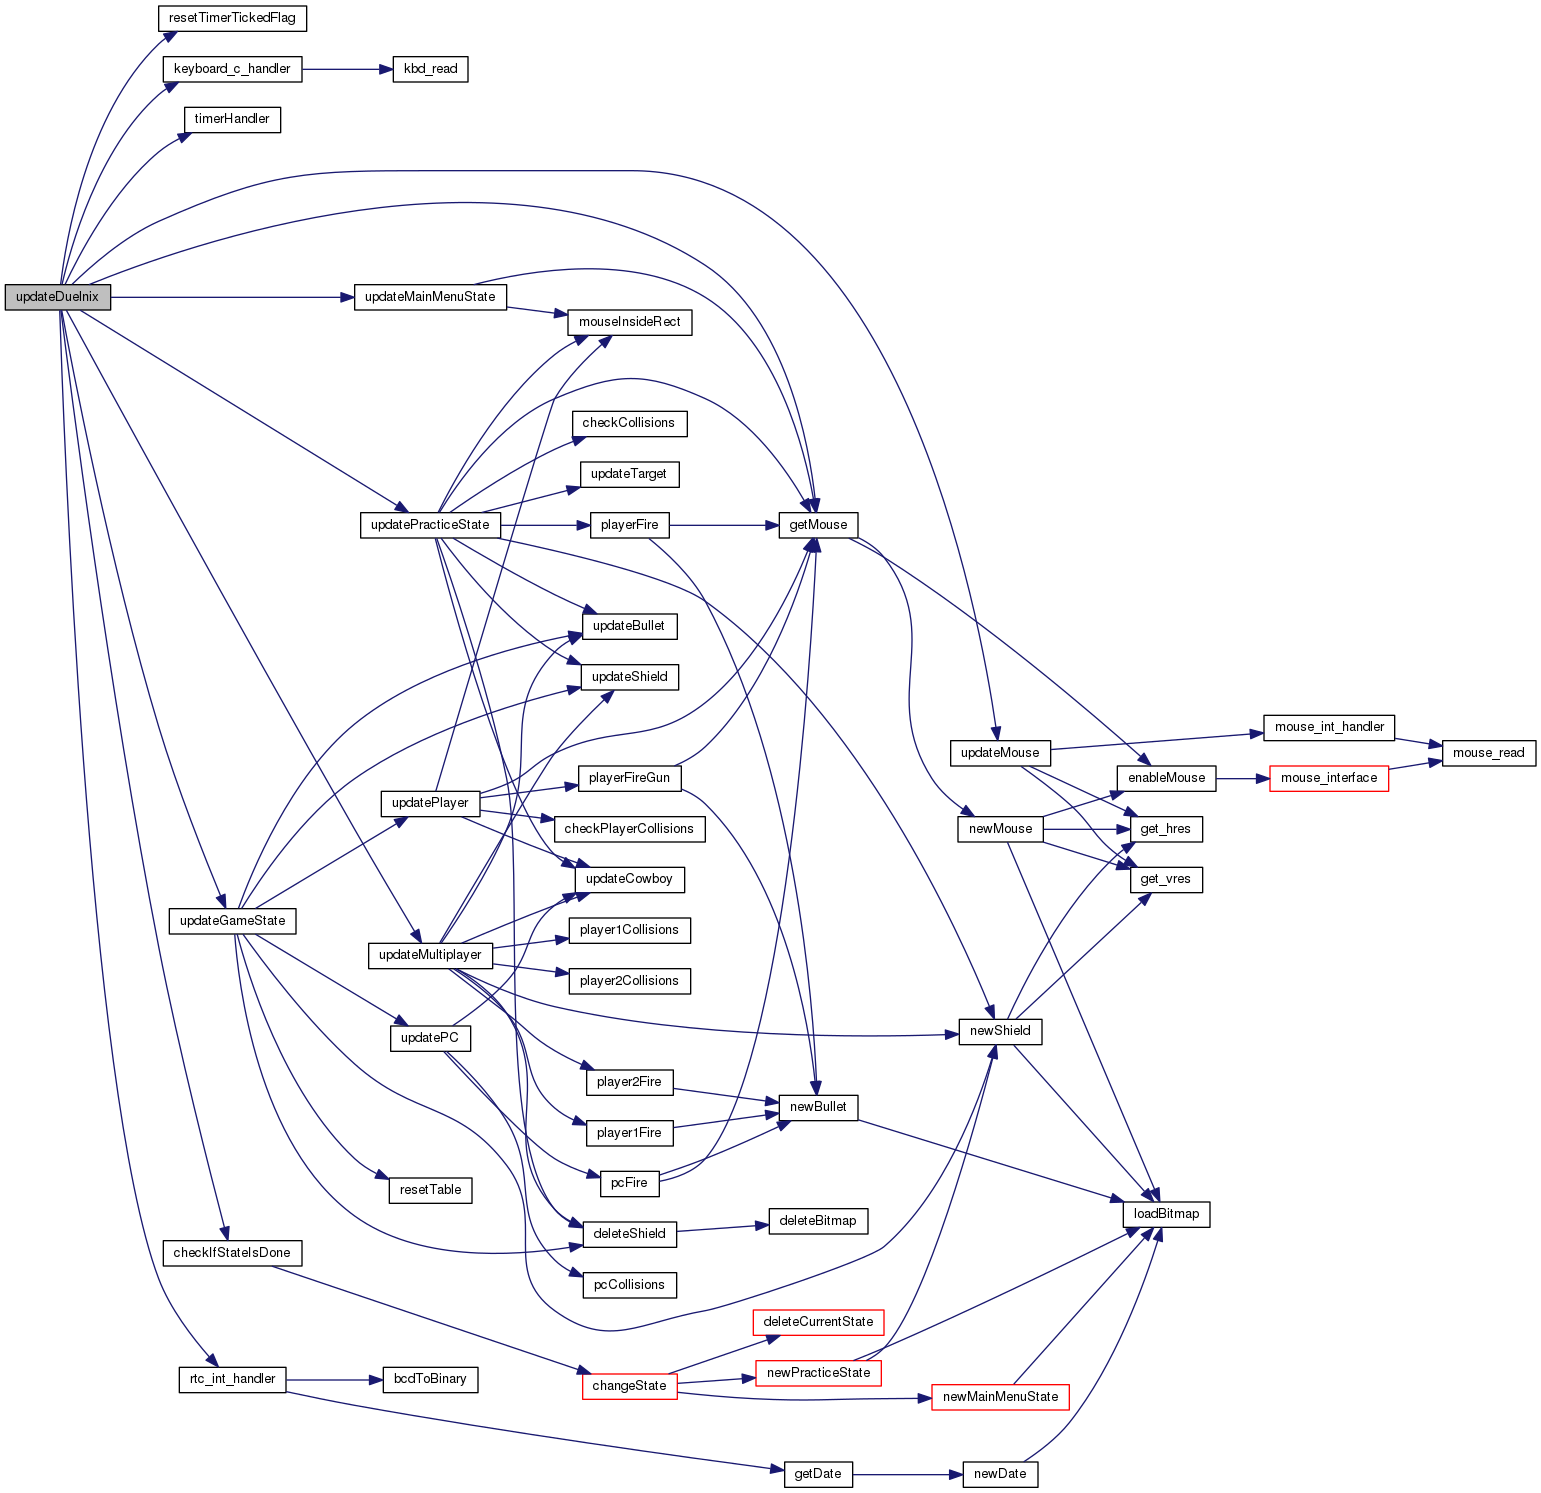 resetTimerTickedFlag
keyboard_c_handler
kbd_read
timerHandler
updateDuelnix
updateMainMenuState
mouseInsideRect
checkCollisions
updateTarget
updatePracticeState
playerFire
getMouse
updateBullet
updateShield
mouse_int_handler
updateMouse
mouse_read
playerFireGun
enableMouse
mouse_interface
updatePlayer
checkPlayerCollisions
newMouse
get_hres
updateCowboy
get_vres
updateGameState
player1Collisions
updateMultiplayer
player2Collisions
updatePC
newShield
player2Fire
newBullet
player1Fire
pcFire
resetTable
loadBitmap
deleteShield
deleteBitmap
checkIfStateIsDone
pcCollisions
deleteCurrentState
rtc_int_handler
bcdToBinary
changeState
newPracticeState
newMainMenuState
getDate
newDate